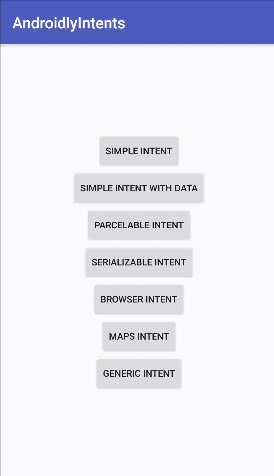 AndroidlyIntents
SIMPLE INTENT
SIMPLE INTENT WITH DATA
PARCELABLE INTENT
SERIALIZABLE INTENT
BROWSER INTENT
MAPS INTENT
GENERIC INTENT